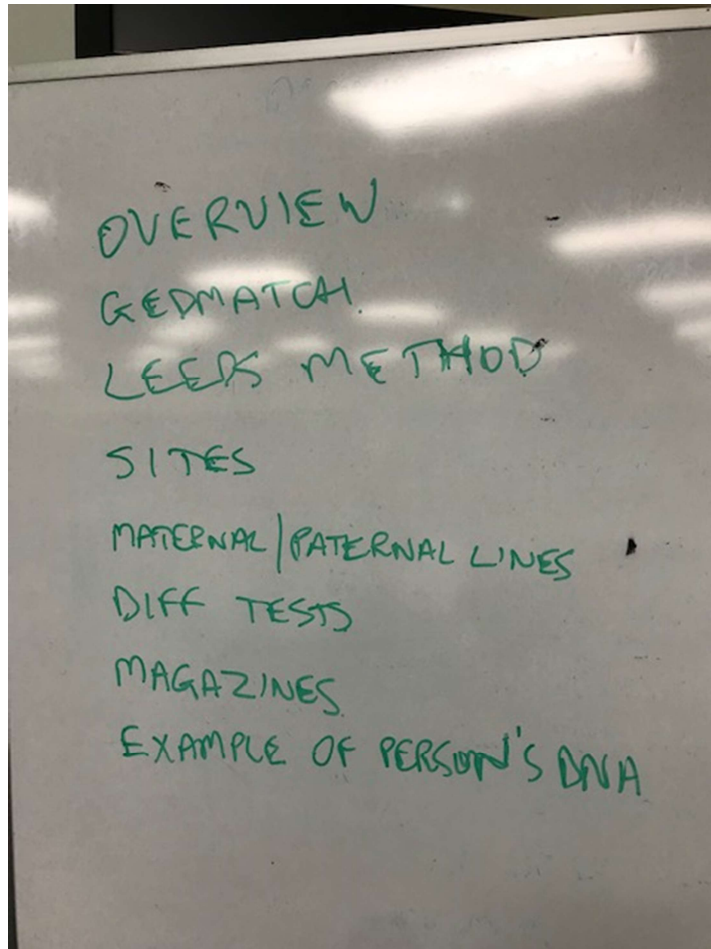 OVERVIEW
GEDMATCH
LEEDS METHOD
SITES
MATERNAL/PATERNAL LINES
DIFF TESTS
MAGAZINES
EXAMPLE OF PERSON'S DNA